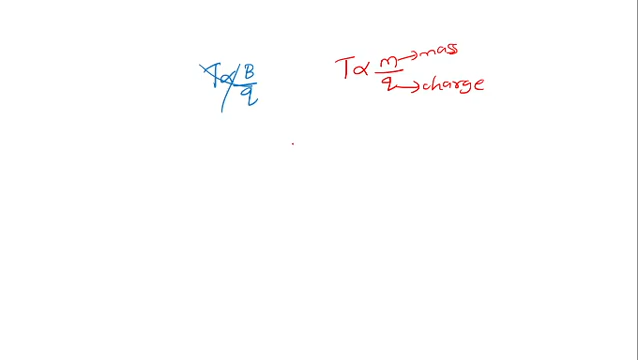 T∝ B/q
T∝ m/q
→mass
→charge